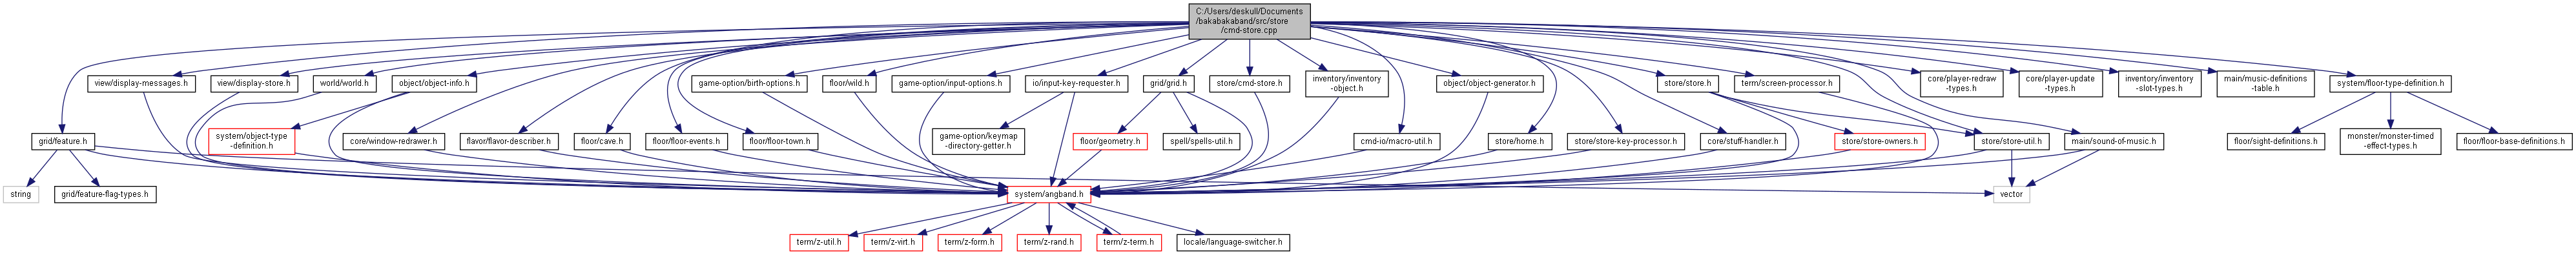 C:/Users/deskull/Documents
/bakabakaband/src/store
/cmd-store.cpp
view/display-messages.h
view/display-store.h
world/world.h
object/object-info.h
game-option/birth-options.h
floor/wild.h
game-option/input-options.h
io/input-key-requester.h
grid/grid.h
store/cmd-store.h
inventory/inventory
-object.h
object/object-generator.h
store/store.h
term/screen-processor.h
core/player-redraw
-types.h
core/player-update
-types.h
inventory/inventory
-slot-types.h
main/music-definitions
-table.h
system/floor-type-definition.h
grid/feature.h
system/object-type
-definition.h
core/window-redrawer.h
flavor/flavor-describer.h
floor/cave.h
floor/floor-events.h
floor/floor-town.h
game-option/keymap
-directory-getter.h
floor/geometry.h
spell/spells-util.h
cmd-io/macro-util.h
store/home.h
store/store-key-processor.h
core/stuff-handler.h
store/store-owners.h
store/store-util.h
main/sound-of-music.h
floor/sight-definitions.h
monster/monster-timed
-effect-types.h
floor/floor-base-definitions.h
string
grid/feature-flag-types.h
system/angband.h
vector
term/z-util.h
term/z-virt.h
term/z-form.h
term/z-rand.h
term/z-term.h
locale/language-switcher.h